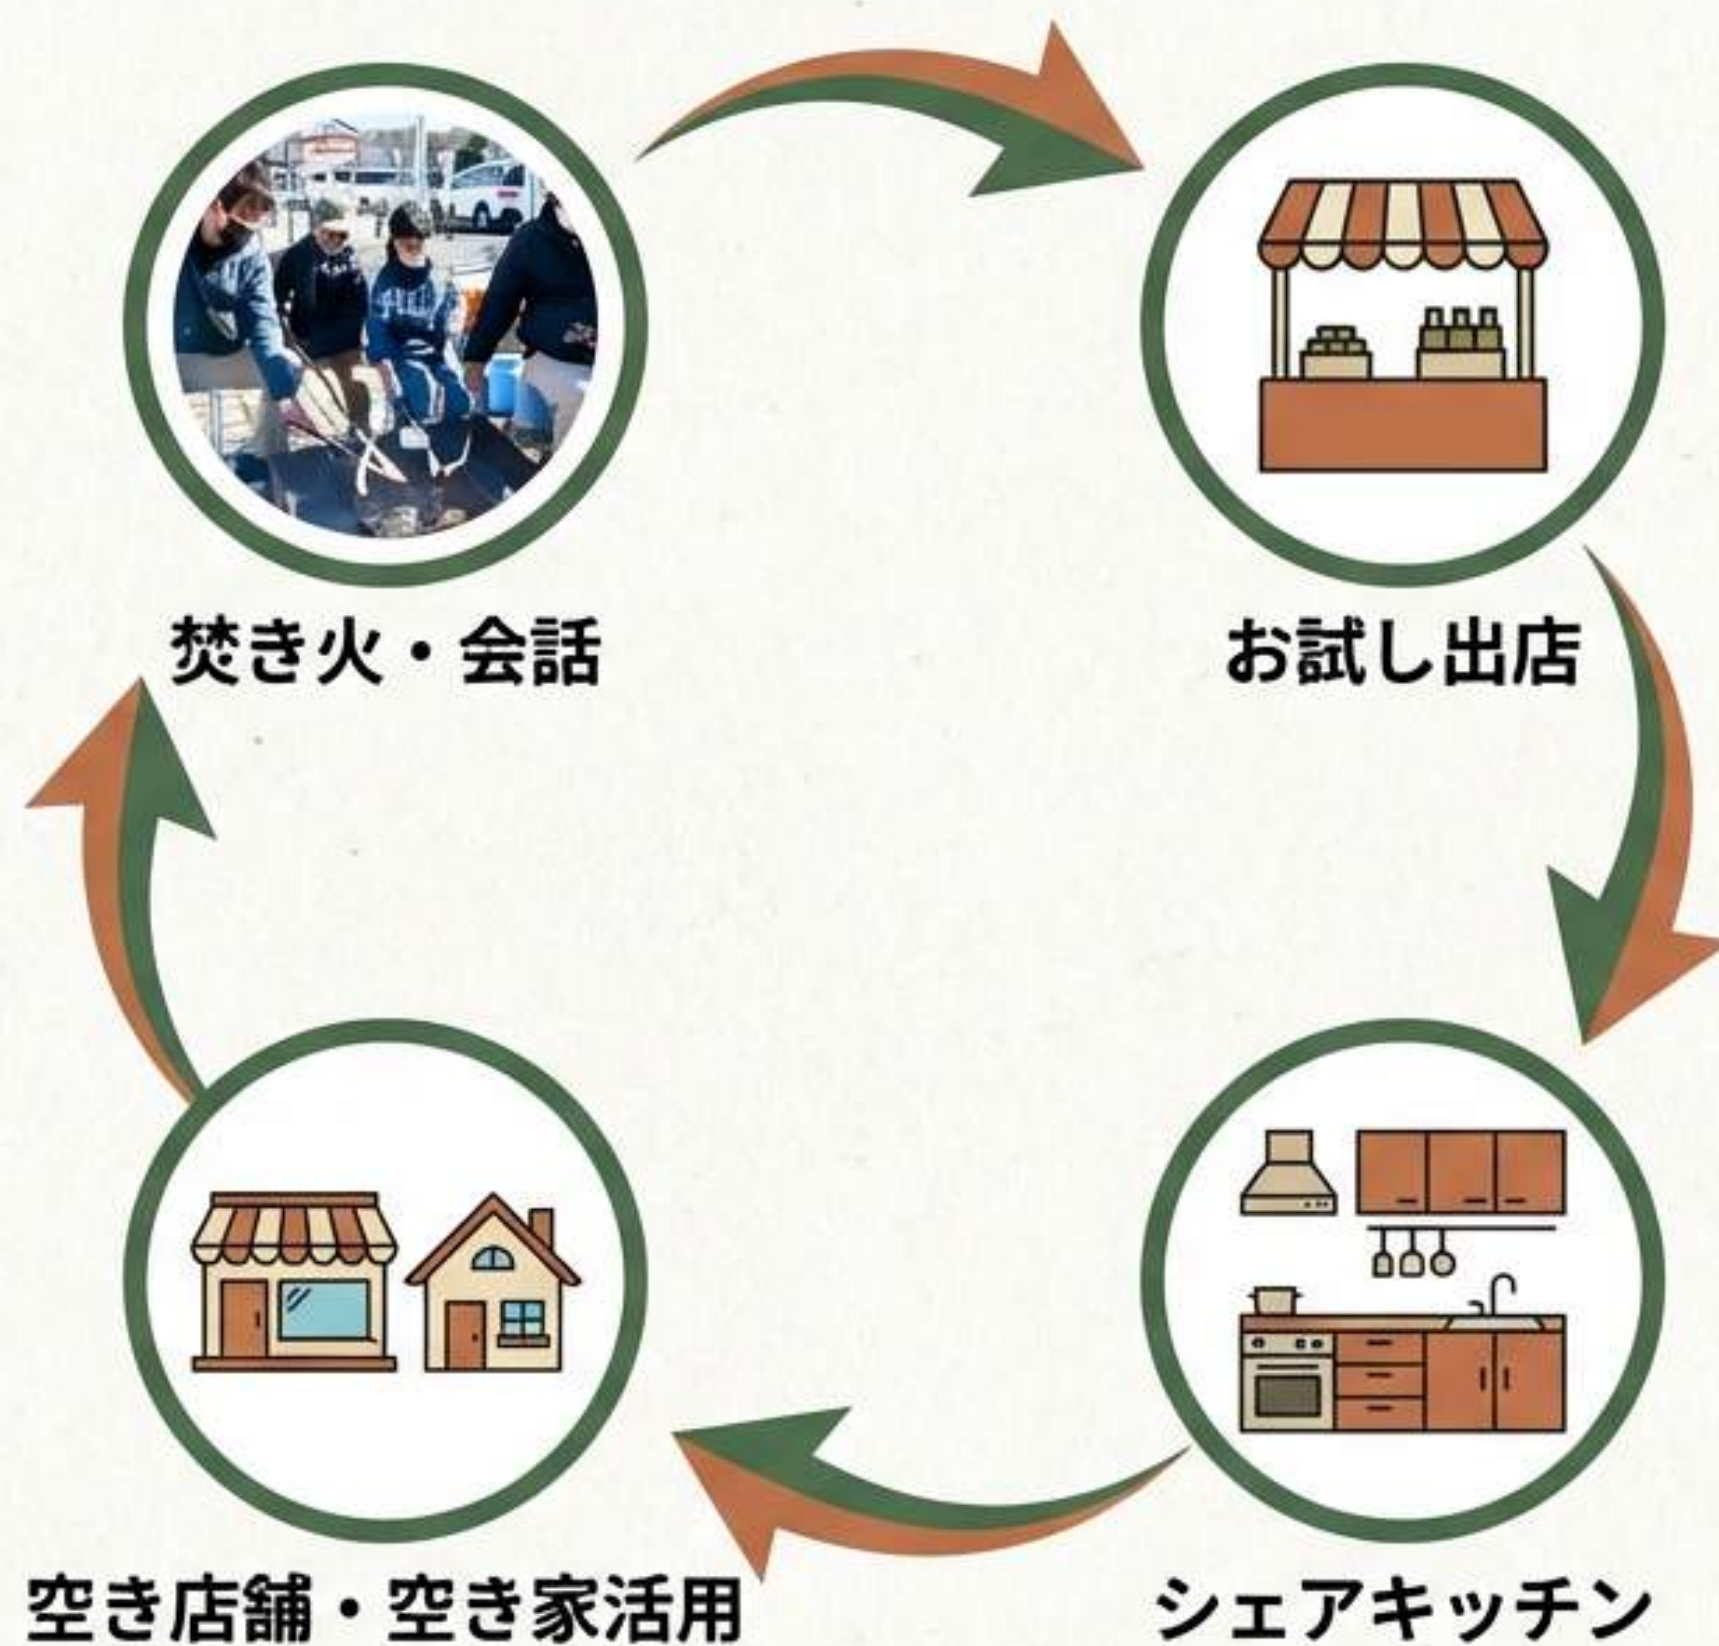 焚き火・会話
お試し出店
空き店舗・空き家活用
シェアキッチン